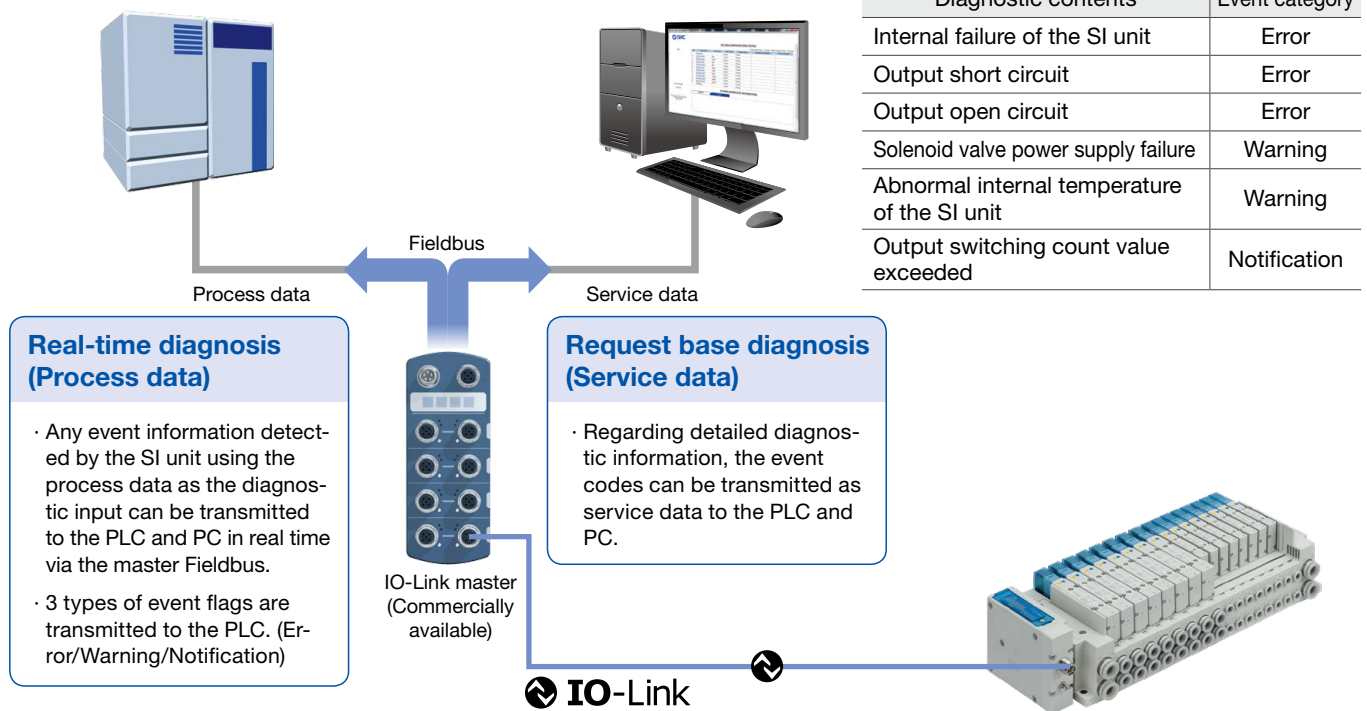 Diagnostic contents Event category
Internal failure of the SI unit Error
Output short circuit Error
Output open circuit Error
Solenoid valve power supply failure Warning
Abnormal internal temperature
of the SI unit Warning
Output switching count value
exceeded Notification
Fieldbus
Process data
Service data
Real-time diagnosis
(Process data)
· Any event information detect-
ed by the SI unit using the
process data as the diagnos-
tic input can be transmitted
to the PLC and PC in real time
via the master Fieldbus.
· 3 types of event flags are
transmitted to the PLC. (Er-
ror/Warning/Notification)
Request base diagnosis
(Service data)
· Regarding detailed diagnos-
tic information, the event
codes can be transmitted as
service data to the PLC and
PC.
IO-Link master
(Commercially
available)
IO-Link